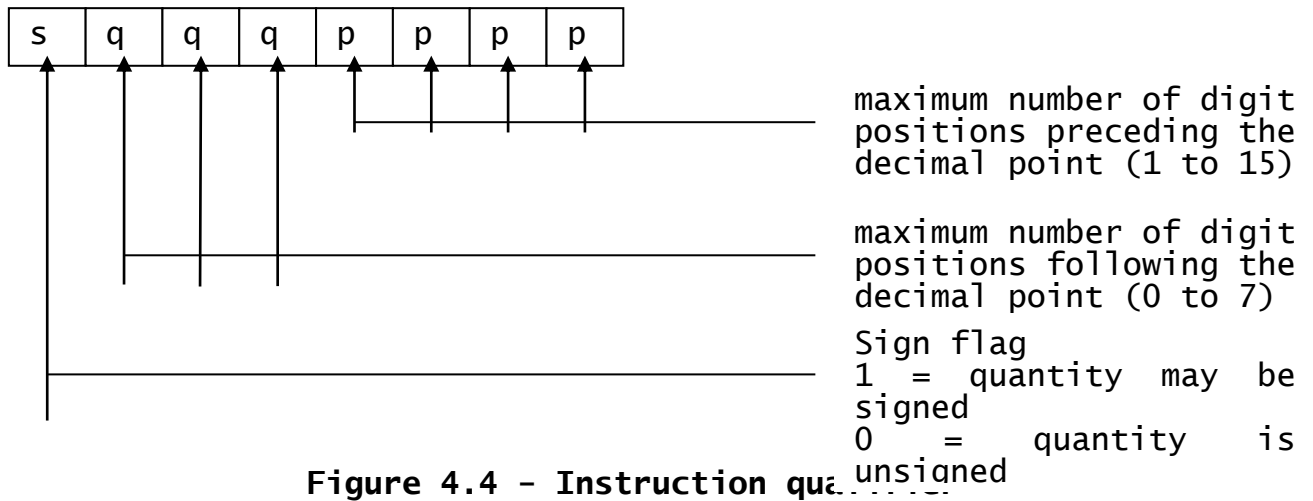 s q q q p p p p
maximum number of digit
positions preceding the
decimal point (1 to 15)
maximum number of digit
positions following the
decimal point (0 to 7)
Sign flag
1 = quantity may be
signed
0 = quantity is
unsigned
Figure 4.4 – Instruction